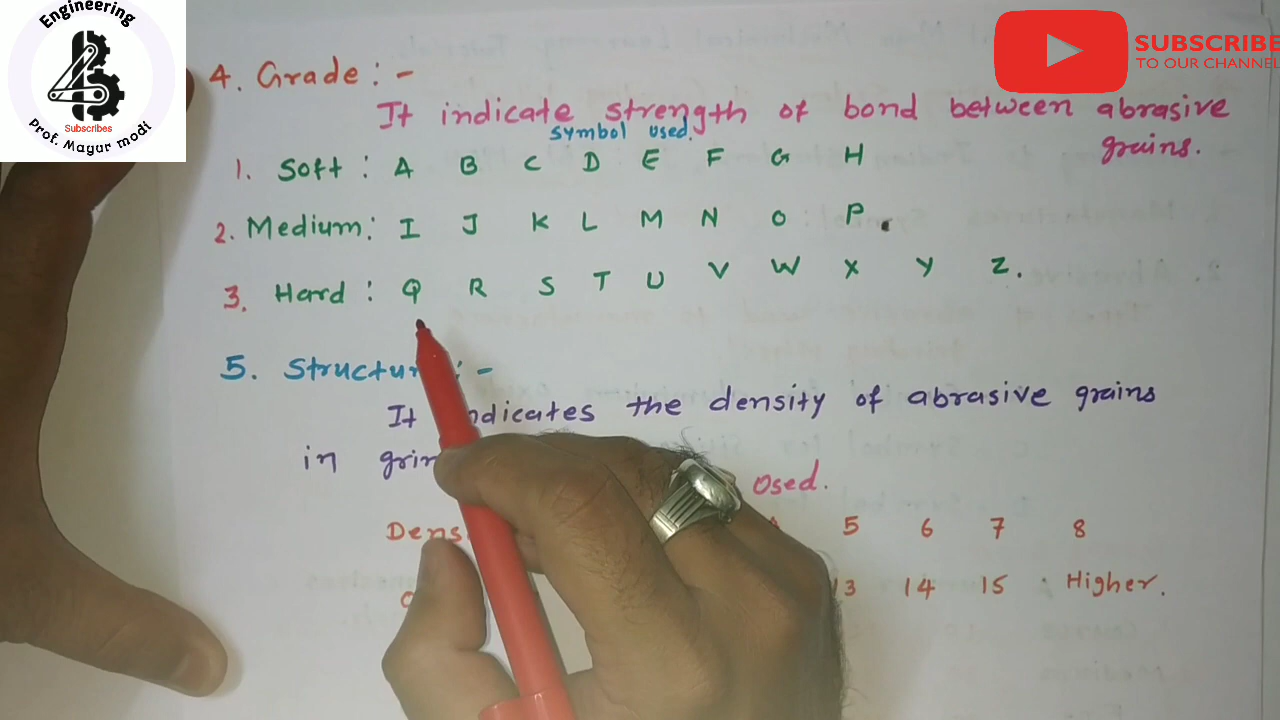 Engineering
Subscribes
Prof. Mayur modi
SUBSCRIBE
TO OUR CHANNEL
4. Grade : -
It indicate strength of bond between abrasive
grains.
symbol used.
1. Soft : A B C D E F G H
2. Medium: I J K L M N O P
3. Hard : Q R S T U V W X Y Z.
5. : -
It indicates the density of abrasive grains
in
Used.
5 6 7 8
13 14 15 Higher.